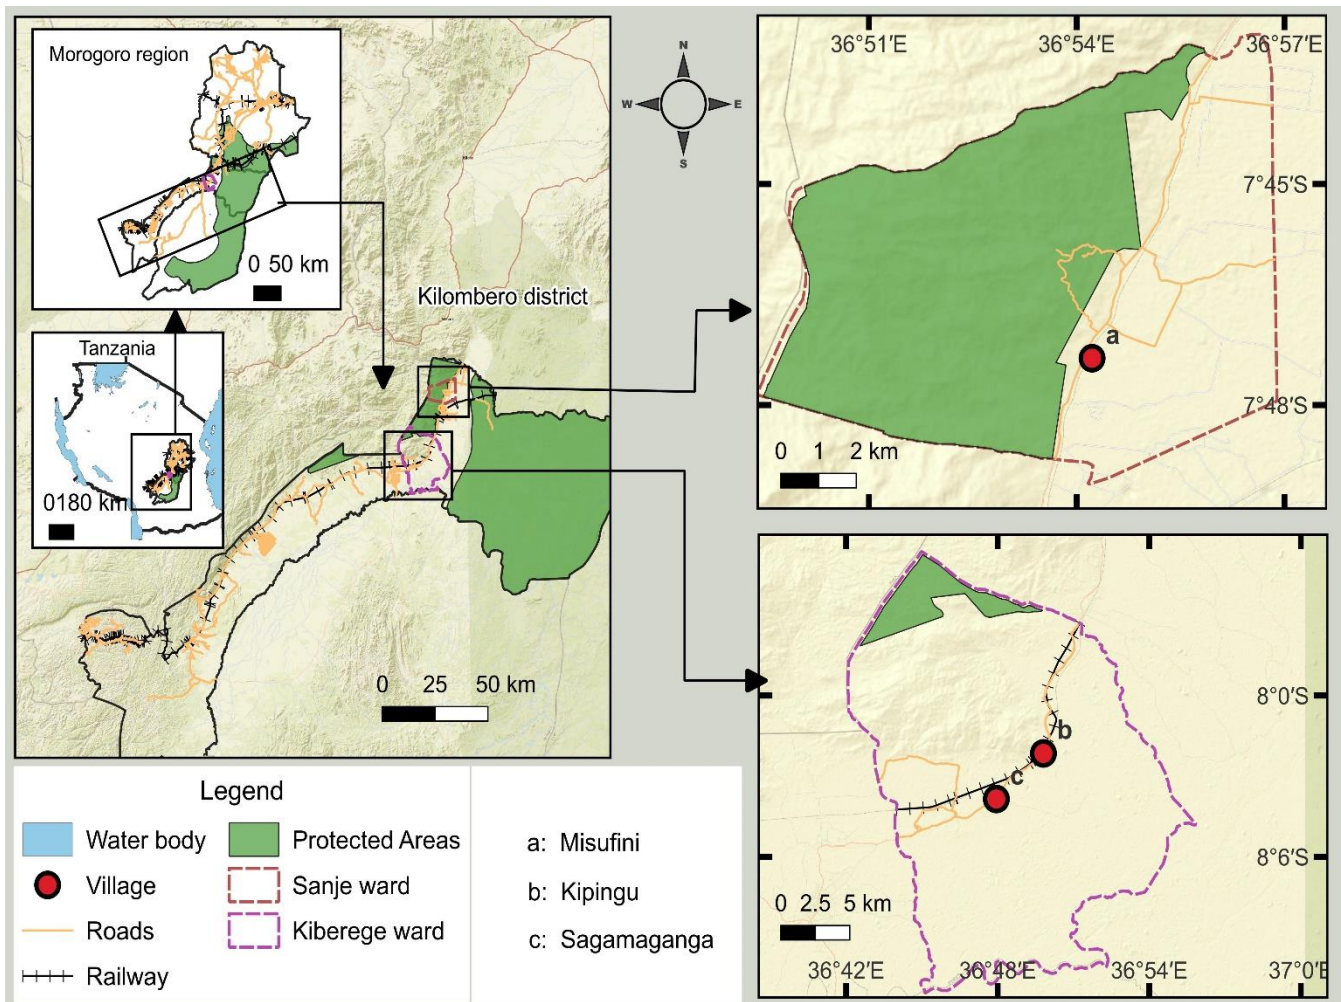 Morogoro region
0 50 km
Tanzania
0180 km
Kilombero district
0 25 50 km
N
W E
S
36°51'E 36°54'E 36°57'E
7°45'S
a
7°48'S
0 1 2 km
8°0'S
b
c
8°6'S
0 2.5 5 km
36°42'E 36°48'E 36°54'E 37°0'E
Legend
Water body
Protected Areas
Village
Sanje ward
Roads
Kiberege ward
Railway
a: Misufini
b: Kipingu
c: Sagamaganga